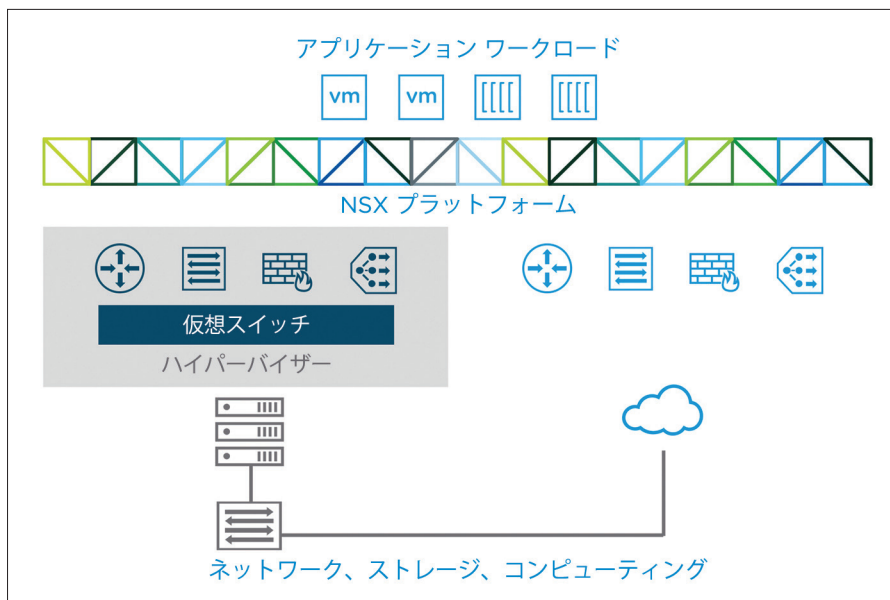 アプリケーション ワークロード
vm vm
NSX プラットフォーム
仮想スイッチ
ハイパーバイザー
ネットワーク、ストレージ、コンピューティング